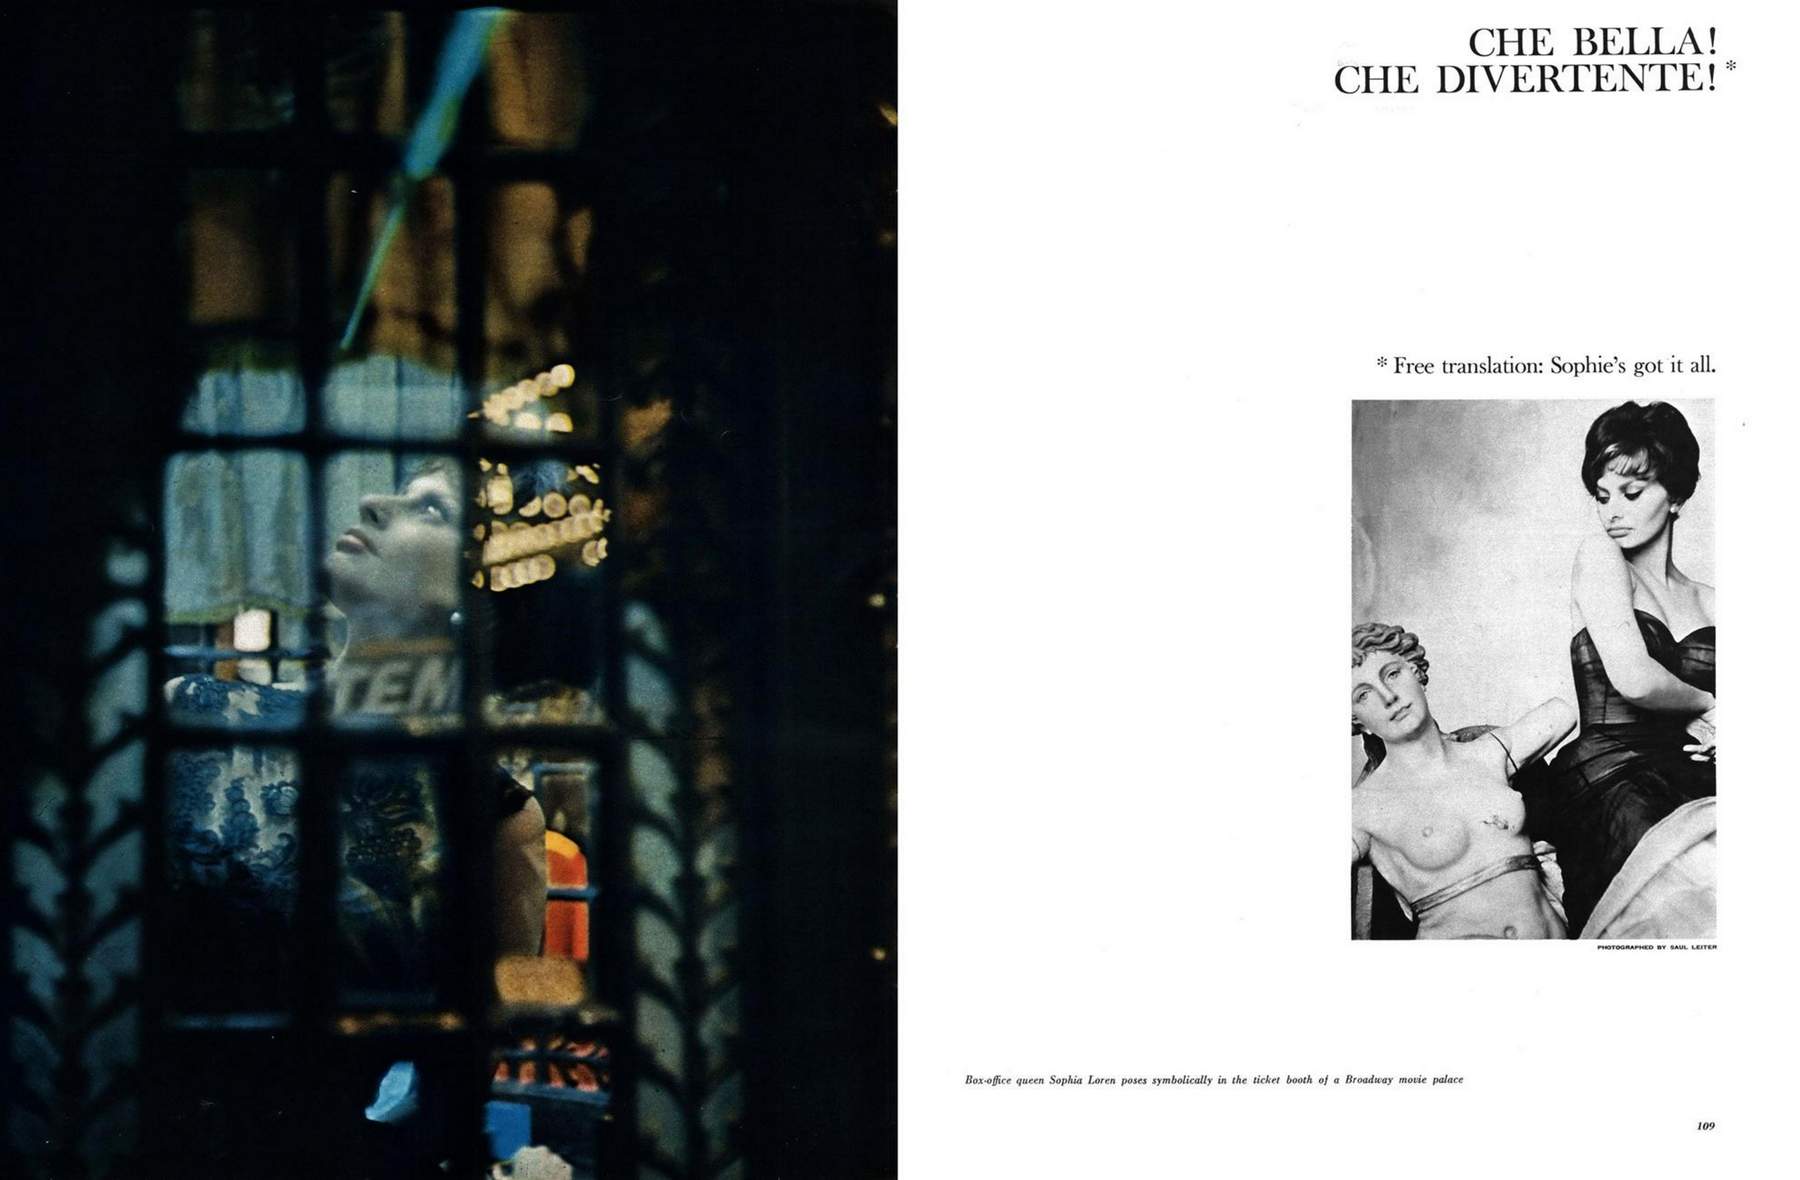 CHE BELLA!
CHE DIVERTENTE!*
* Free translation: Sophie's got it all.
TEM
PHOTOGRAPHED BY SAUL LEITER
Box-office queen Sophia Loren poses symbolically in the ticket booth of a Broadway movie palace
109